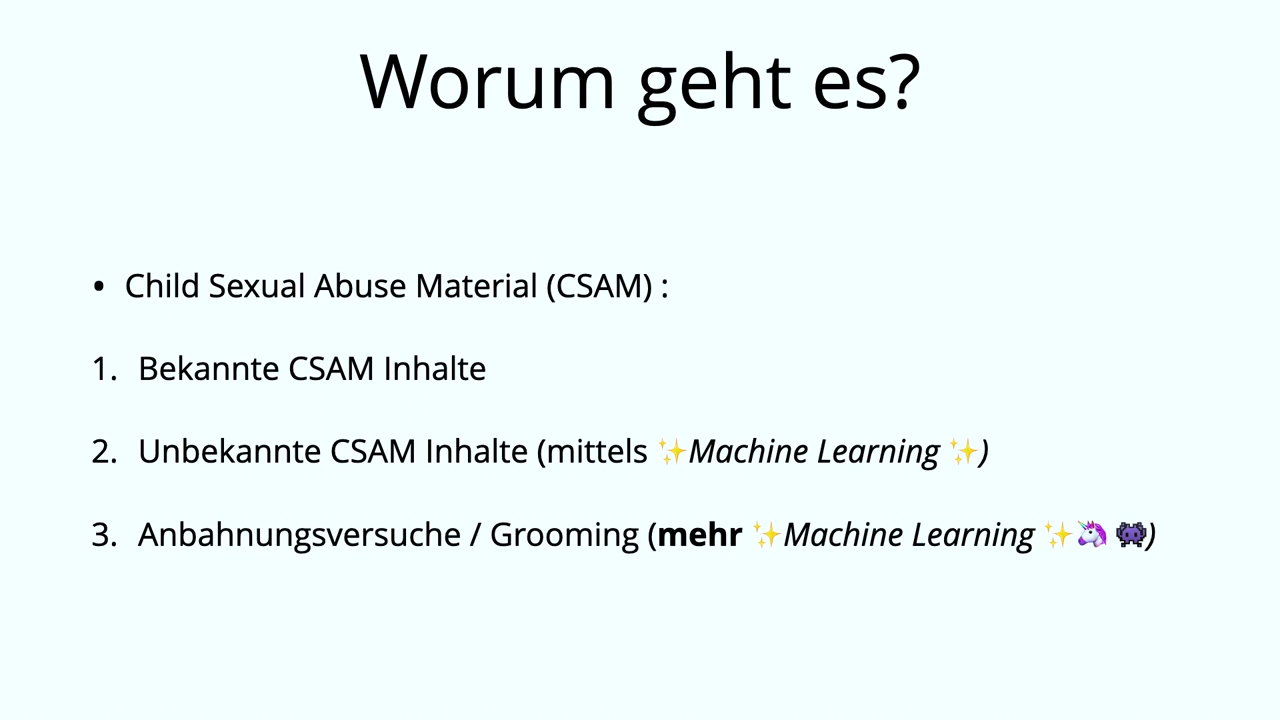 Worum geht es?
• Child Sexual Abuse Material (CSAM) :
1. Bekannte CSAM Inhalte
2. Unbekannte CSAM Inhalte (mittels ✨Machine Learning ✨)
3. Anbahnungsversuche / Grooming (mehr ✨Machine Learning ✨🦄 👾)